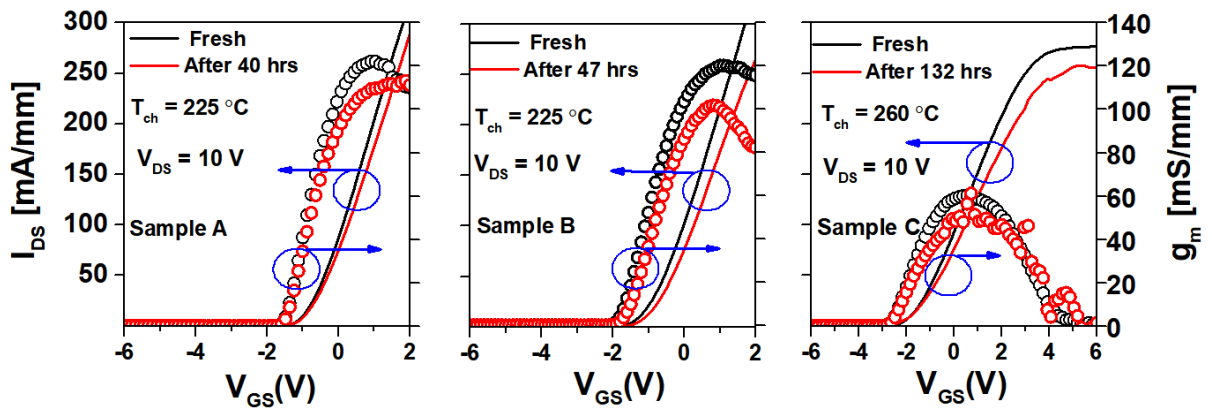 I_DS [mA/mm]
300
250
200
150
100
50
Fresh
After 40 hrs
T_ch = 225 °C
V_DS = 10 V
Sample A
-6 -4 -2 0 2
V_GS(V)
Fresh
After 47 hrs
T_ch = 225 °C
V_DS = 10 V
Sample B
-6 -4 -2 0 2
V_GS(V)
Fresh
After 132 hrs
T_ch = 260 °C
V_DS = 10 V
Sample C
-6 -4 -2 0 2 4 6
V_GS(V)
140
120
100
80
60
40
20
0
g_m [mS/mm]